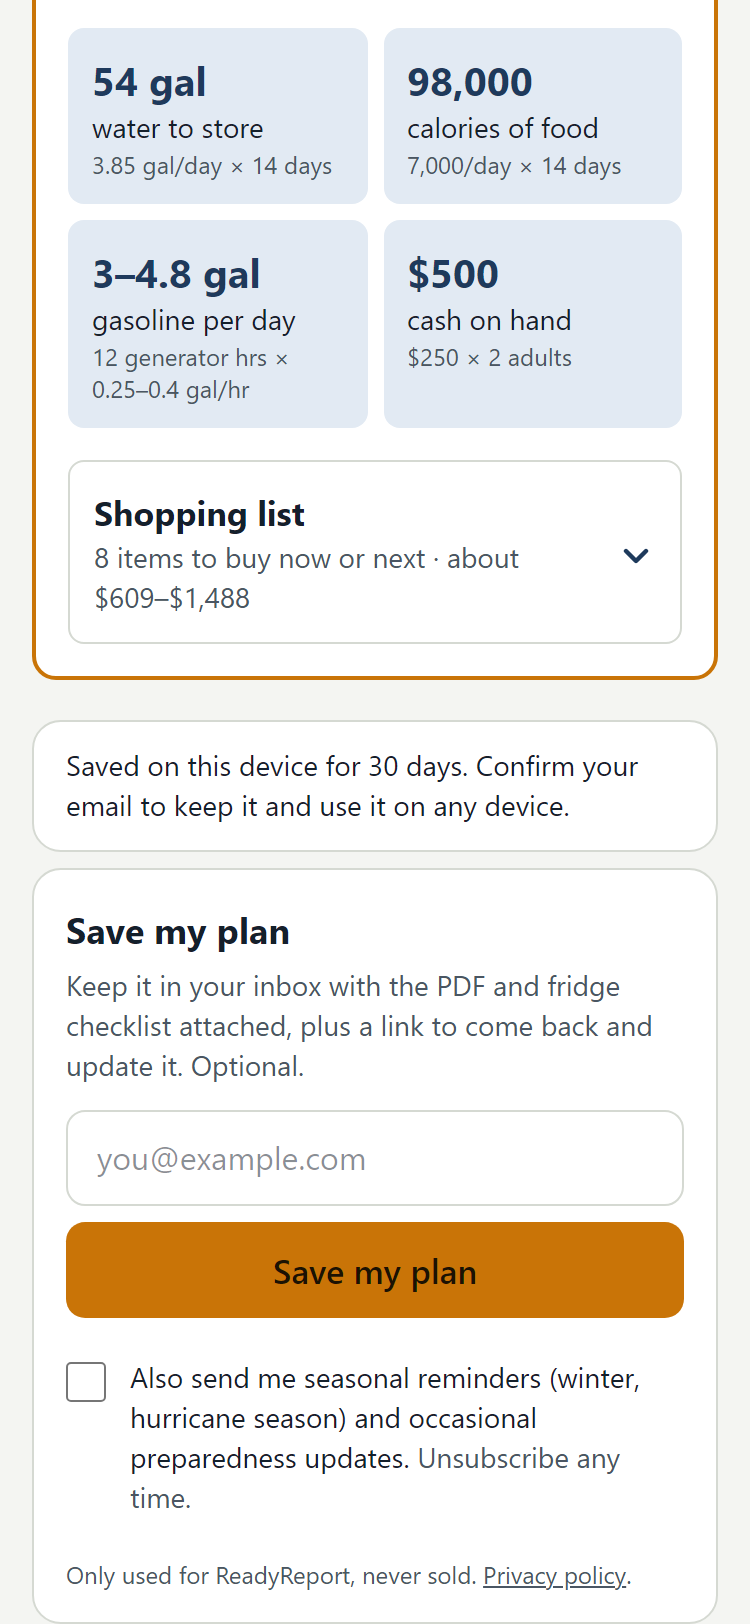 54 gal
water to store
3.85 gal/day × 14 days
98,000
calories of food
7,000/day × 14 days
3–4.8 gal
gasoline per day
12 generator hrs ×
0.25–0.4 gal/hr
$500
cash on hand
$250 × 2 adults
Shopping list
8 items to buy now or next · about
$609–$1,488
Saved on this device for 30 days. Confirm your
email to keep it and use it on any device.
Save my plan
Keep it in your inbox with the PDF and fridge
checklist attached, plus a link to come back and
update it. Optional.
you@example.com
Save my plan
Also send me seasonal reminders (winter,
hurricane season) and occasional
preparedness updates. Unsubscribe any
time.
Only used for ReadyReport, never sold. Privacy policy.